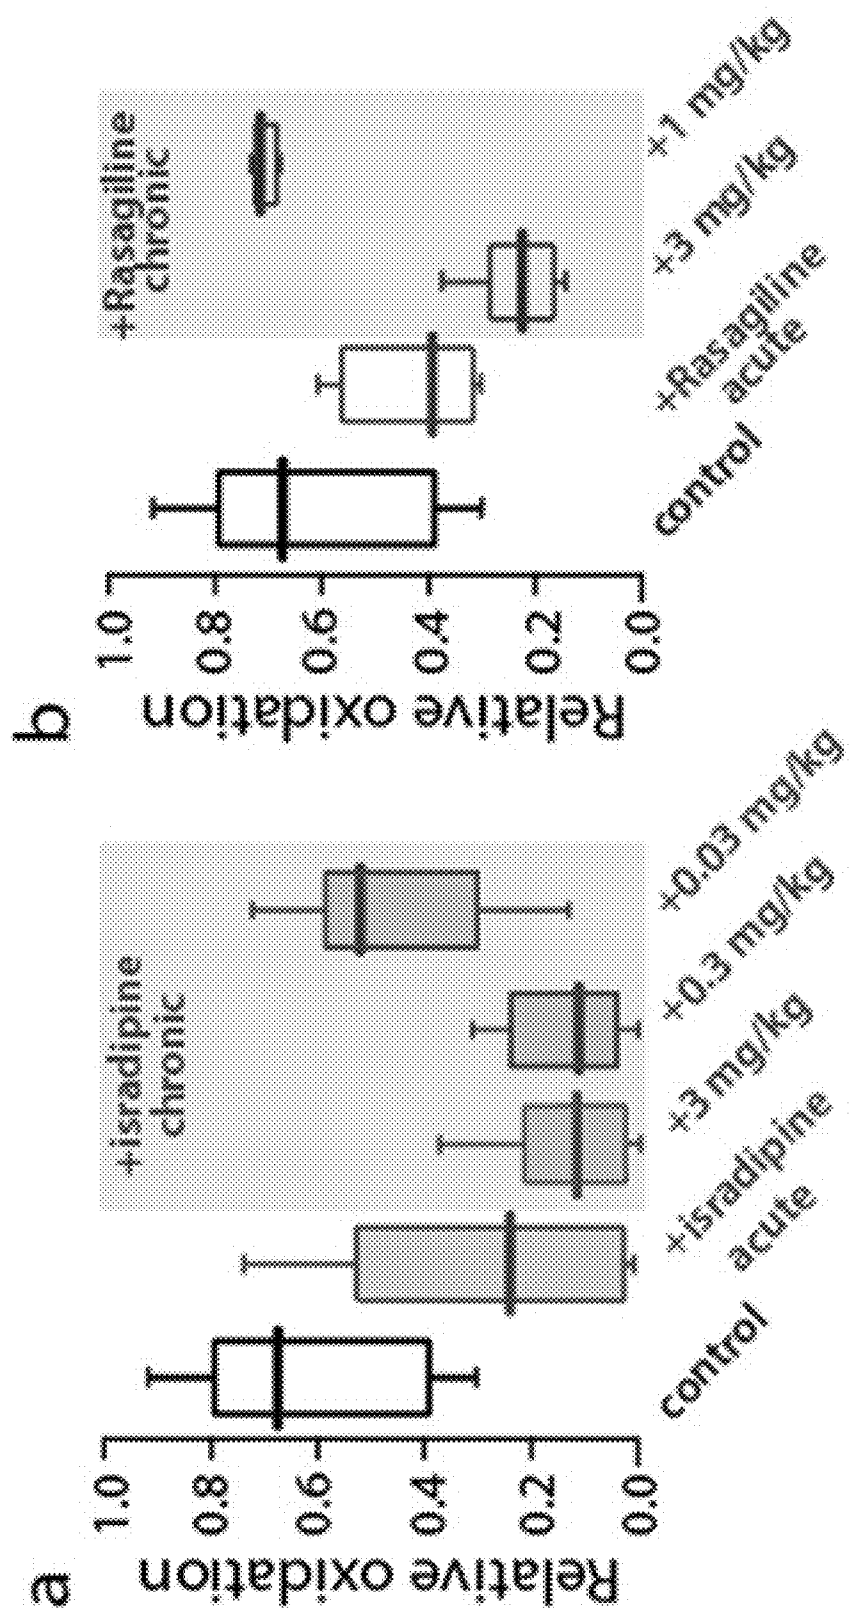 a
Relative oxidation
1.0
0.8
0.6
0.4
0.2
0.0
+isradipine
chronic
control
+isradipine
acute
+3 mg/kg
+0.3 mg/kg
+0.03 mg/kg
b
Relative oxidation
1.0
0.8
0.6
0.4
0.2
0.0
+Rasagiline
chronic
control
+Rasagiline
acute
+3 mg/kg
+1 mg/kg